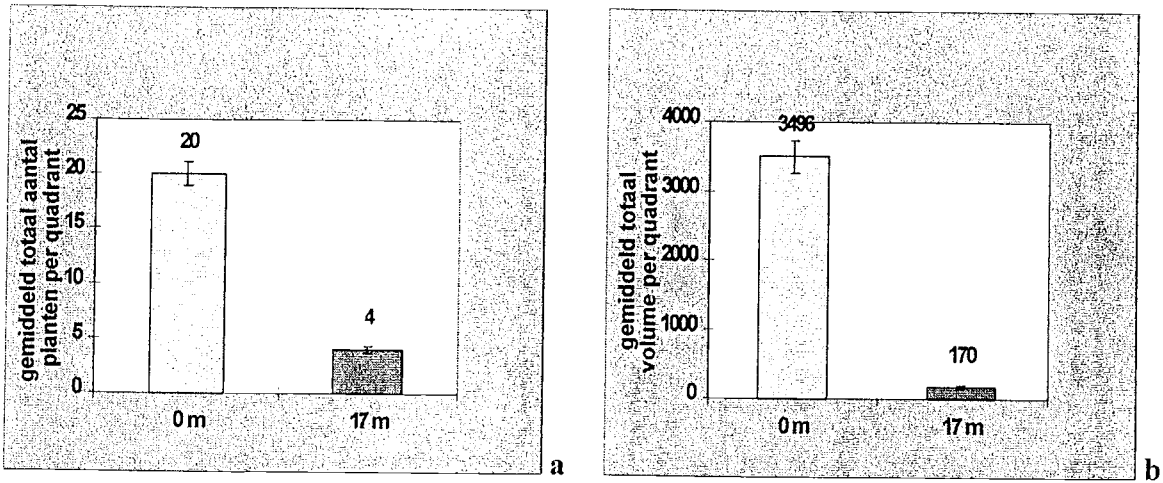 gemiddeld totaal aantal
planten per quadrant
25
20
15
10
5
0
20
4
0 m
17 m
a
gemiddeld totaal
volume per quadrant
4000
3000
2000
1000
0
3496
170
0 m
17 m
b